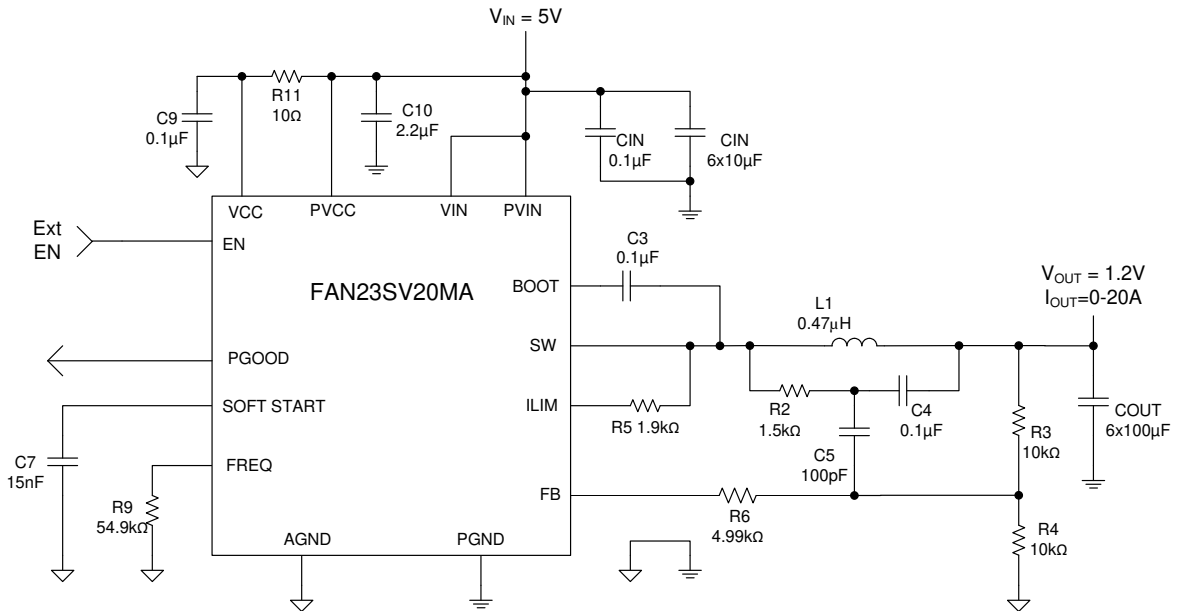 V_IN = 5V
R11
10Ω
C9
0.1µF
C10
2.2µF
CIN
0.1µF
CIN
6x10µF
VCC
PVCC
VIN
PVIN
Ext
EN
EN
C3
0.1µF
FAN23SV20MA
BOOT
V_OUT = 1.2V
I_OUT=0-20A
L1
0.47µH
SW
PGOOD
SOFT START
ILIM
R5 1.9kΩ
R2
1.5kΩ
C4
0.1µF
COUT
6x100µF
R3
10kΩ
C5
100pF
C7
15nF
FREQ
FB
R9
54.9kΩ
R6
4.99kΩ
R4
10kΩ
AGND
PGND